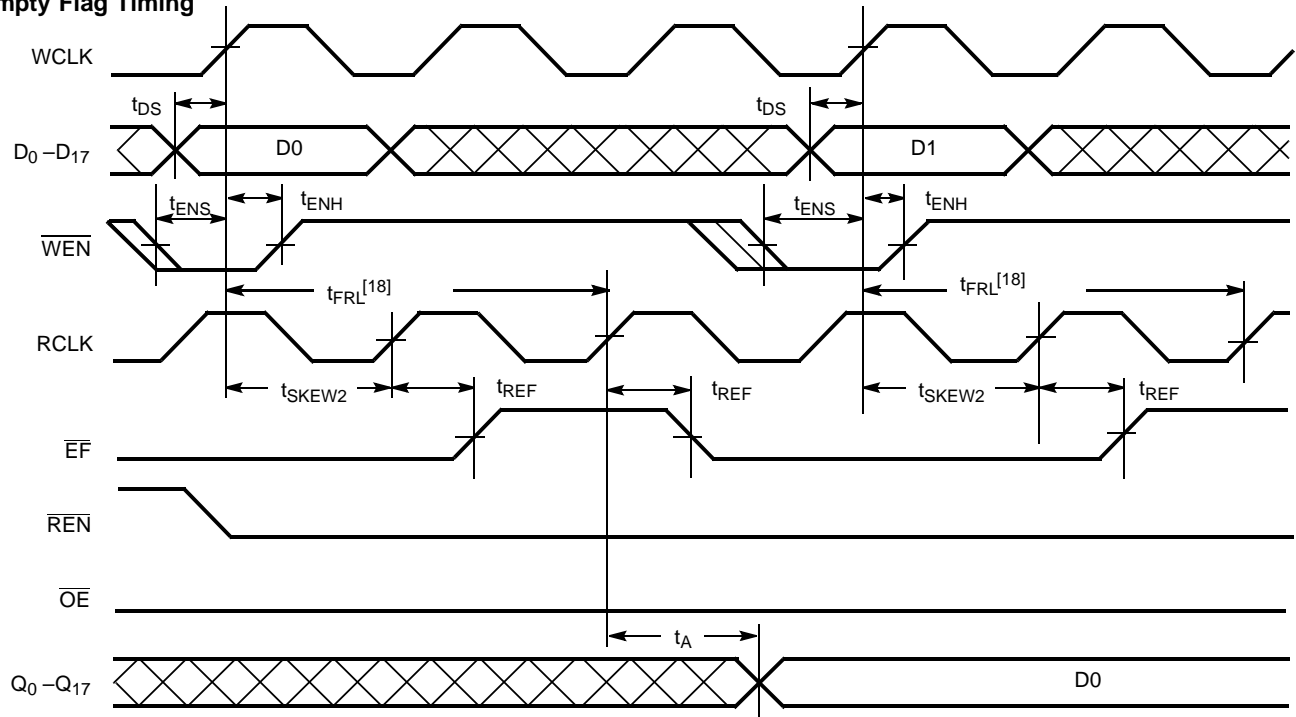 mpty Flag Timing
WCLK
tDS tDS
D0 –D17 D0 D1
tENS tENH tENS tENH
WEN
tFRL[18] tFRL[18]
RCLK
tSKEW2 tREF tREF tSKEW2 tREF
EF
REN
OE
tA
Q0 –Q17 D0